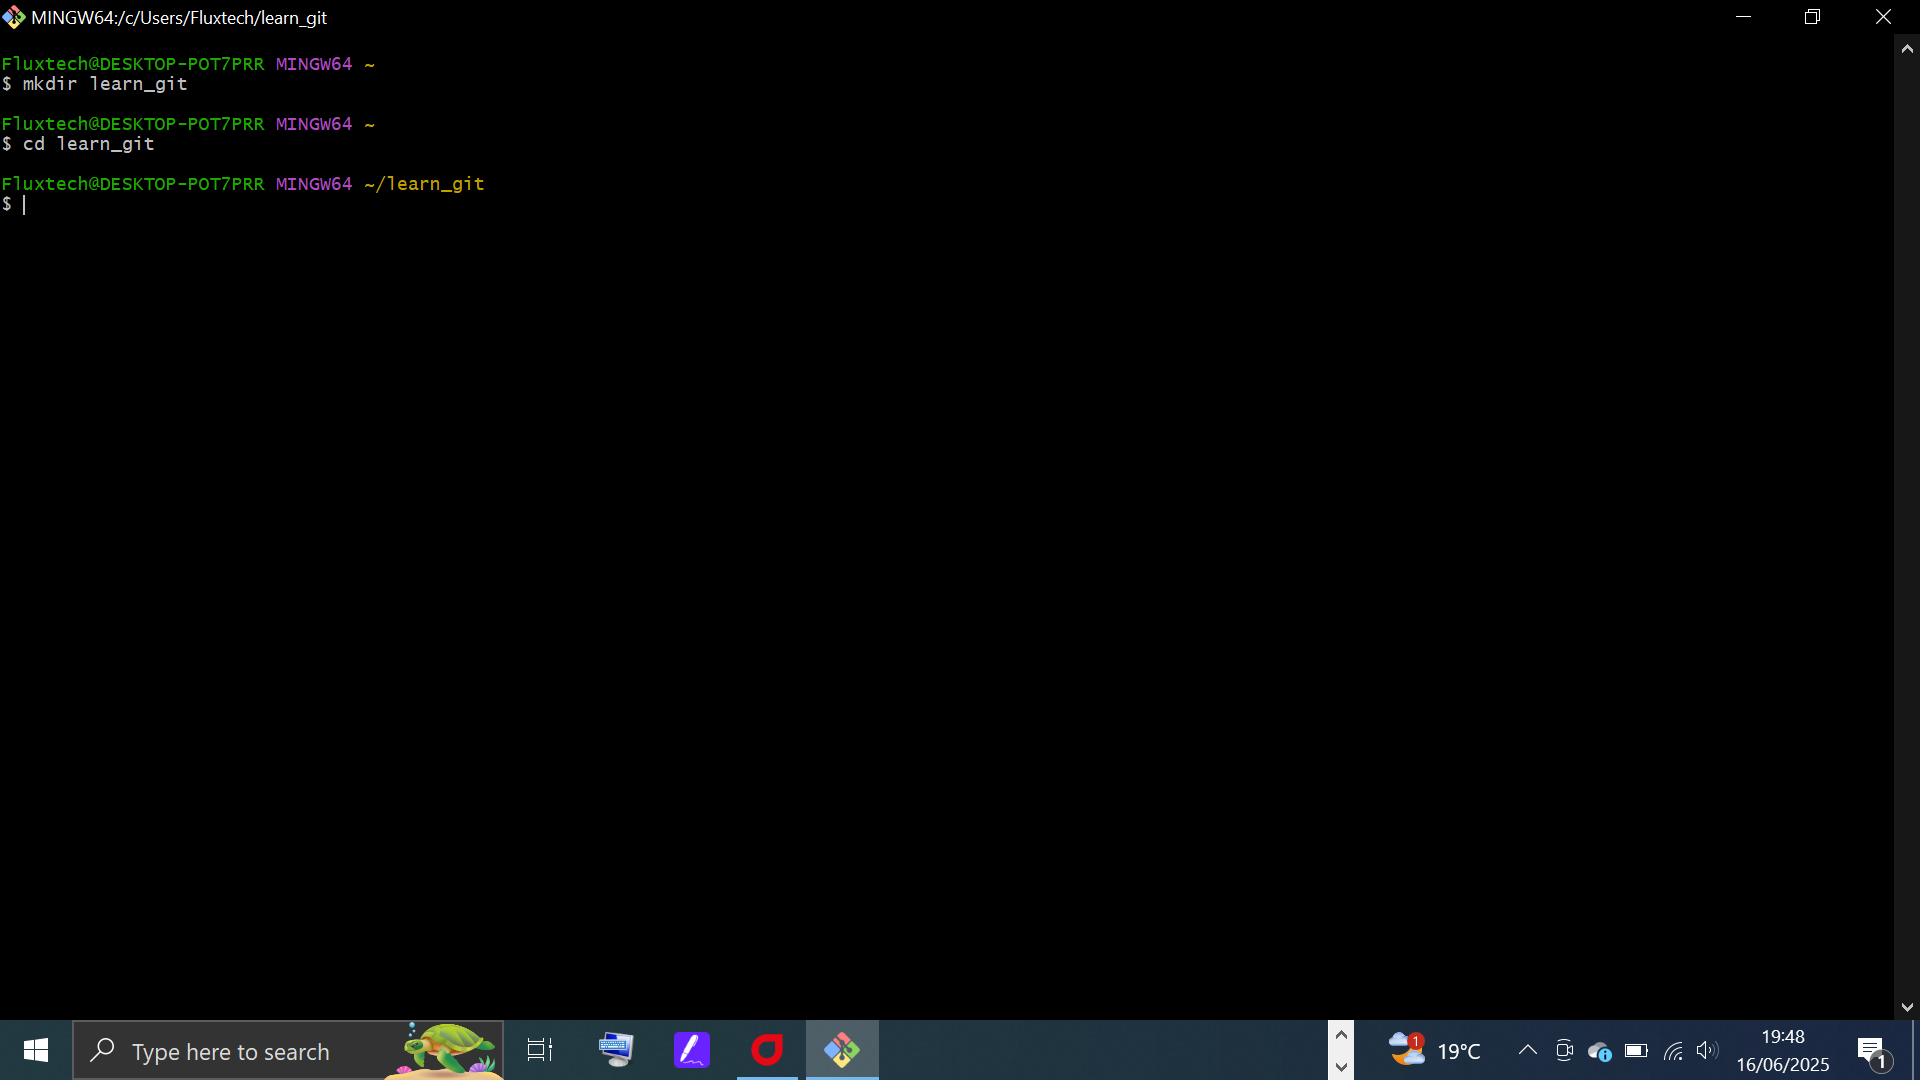 MINGW64:/c/Users/Fluxtech/learn_git
Fluxtech@DESKTOP-POT7PRR MINGW64 ~
$ mkdir learn_git
Fluxtech@DESKTOP-POT7PRR MINGW64 ~
$ cd learn_git
Fluxtech@DESKTOP-POT7PRR MINGW64 ~/learn_git
$
Type here to search
1
19°C
19:48
16/06/2025
1